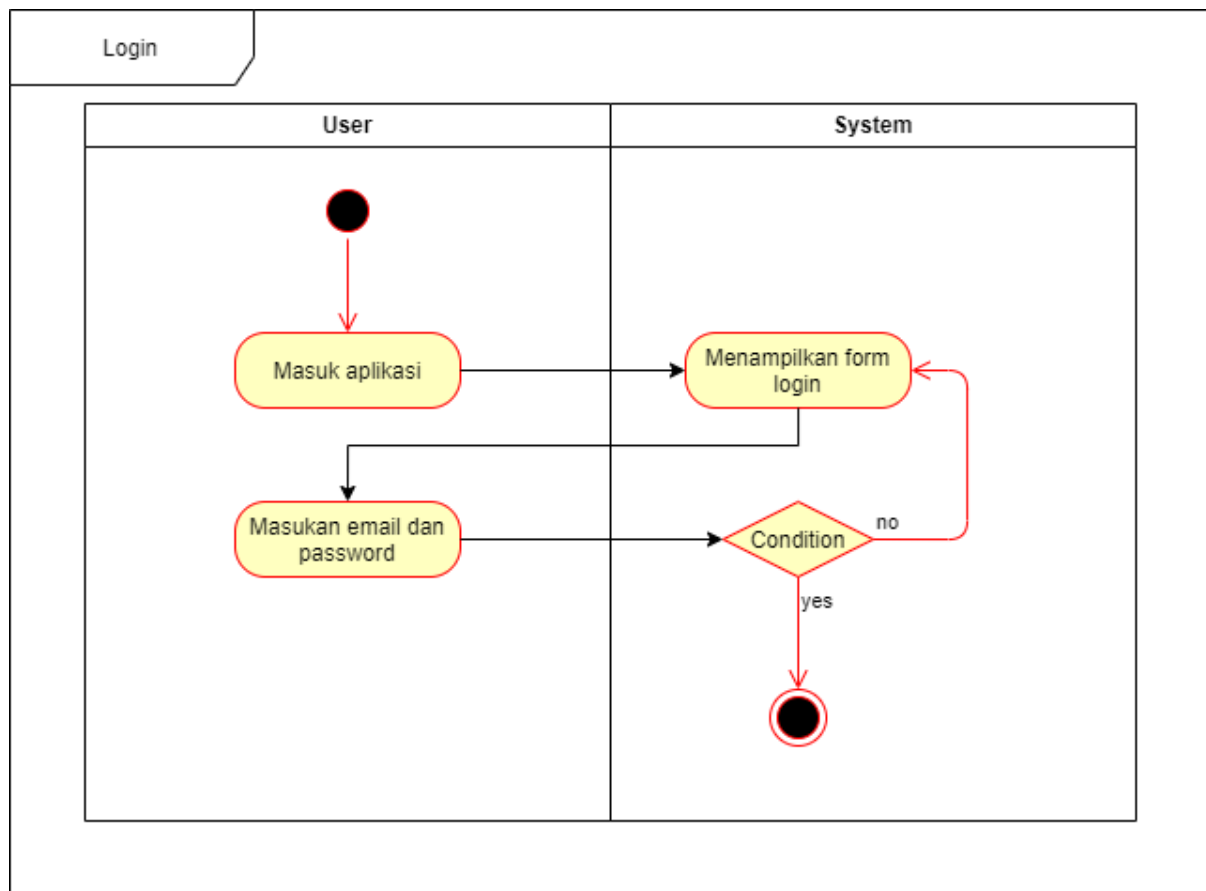 Login
User
System
Masuk aplikasi
Menampilkan form
login
Masukan email dan
password
Condition
no
yes